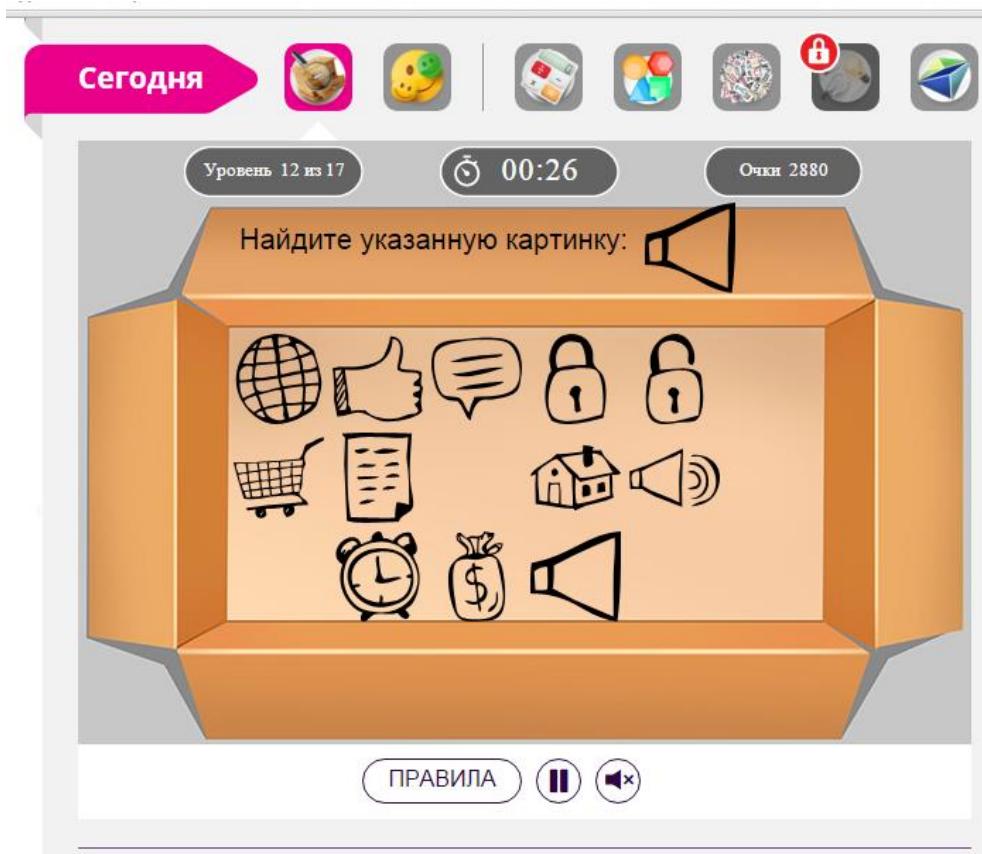 Сегодня
Уровень 12 из 17
00:26
Очки 2880
Найдите указанную картинку:
$
ПРАВИЛА